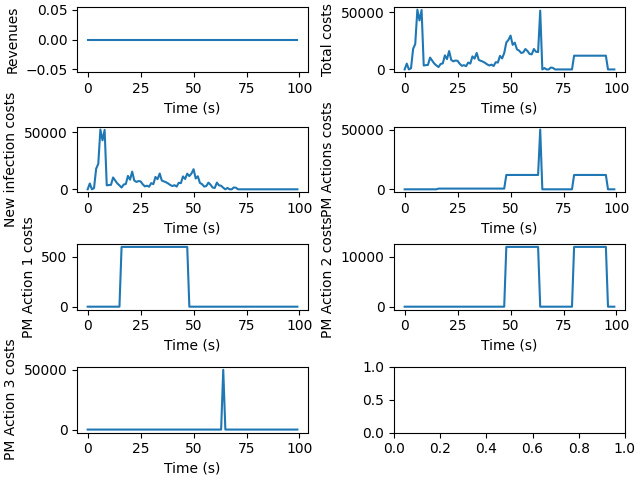 Revenues
0.05
0.00
−0.05
0 25 50 75 100
Time (s)
Total costs
50000
0
0 25 50 75 100
Time (s)
New infection costs
50000
0
0 25 50 75 100
Time (s)
PM Actions costs
50000
0
0 25 50 75 100
Time (s)
PM Action 1 costs
500
0
0 25 50 75 100
Time (s)
PM Action 2 costs
10000
0
0 25 50 75 100
Time (s)
PM Action 3 costs
50000
0
0 25 50 75 100
Time (s)
1.0
0.5
0.0
0.0 0.2 0.4 0.6 0.8 1.0